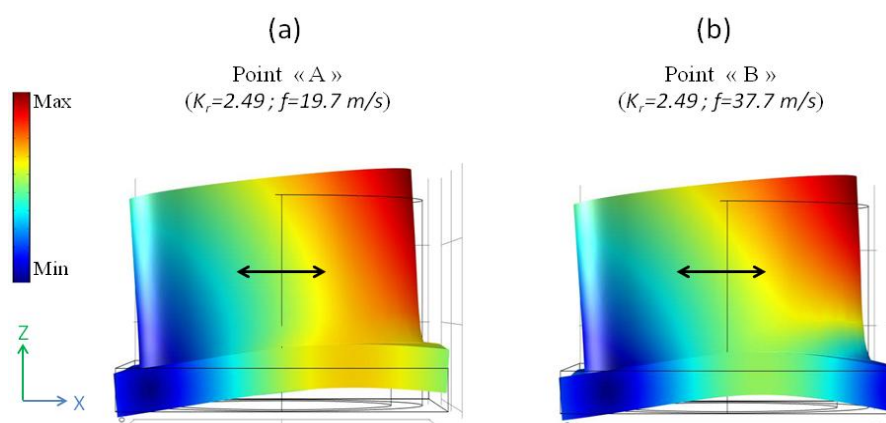 (a)
(b)
Point « A »
(Kr=2.49 ; f=19.7 m/s)
Point « B »
(Kr=2.49 ; f=37.7 m/s)
Max
Min
Z
X